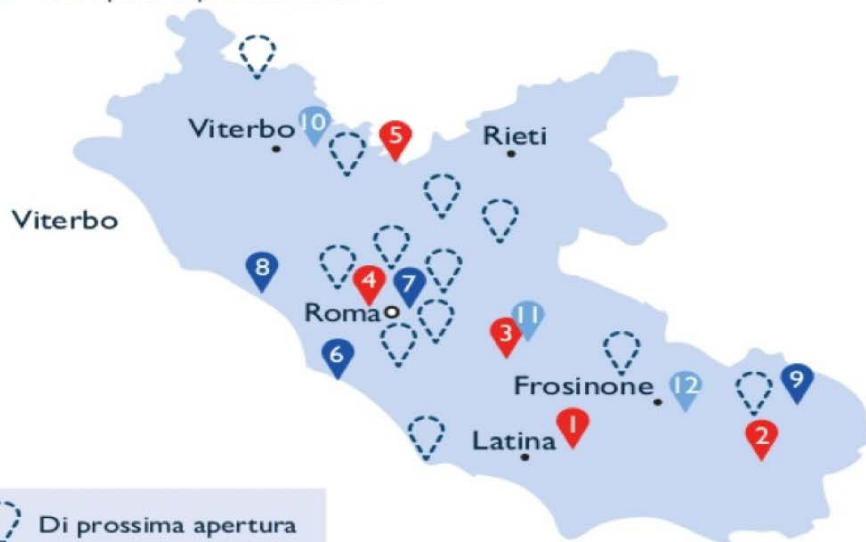 Viterbo 10
5
Rieti
Viterbo
8
4
7
Roma
11
3
6
Frosinone
12
9
1
Latina
2
Di prossima apertura